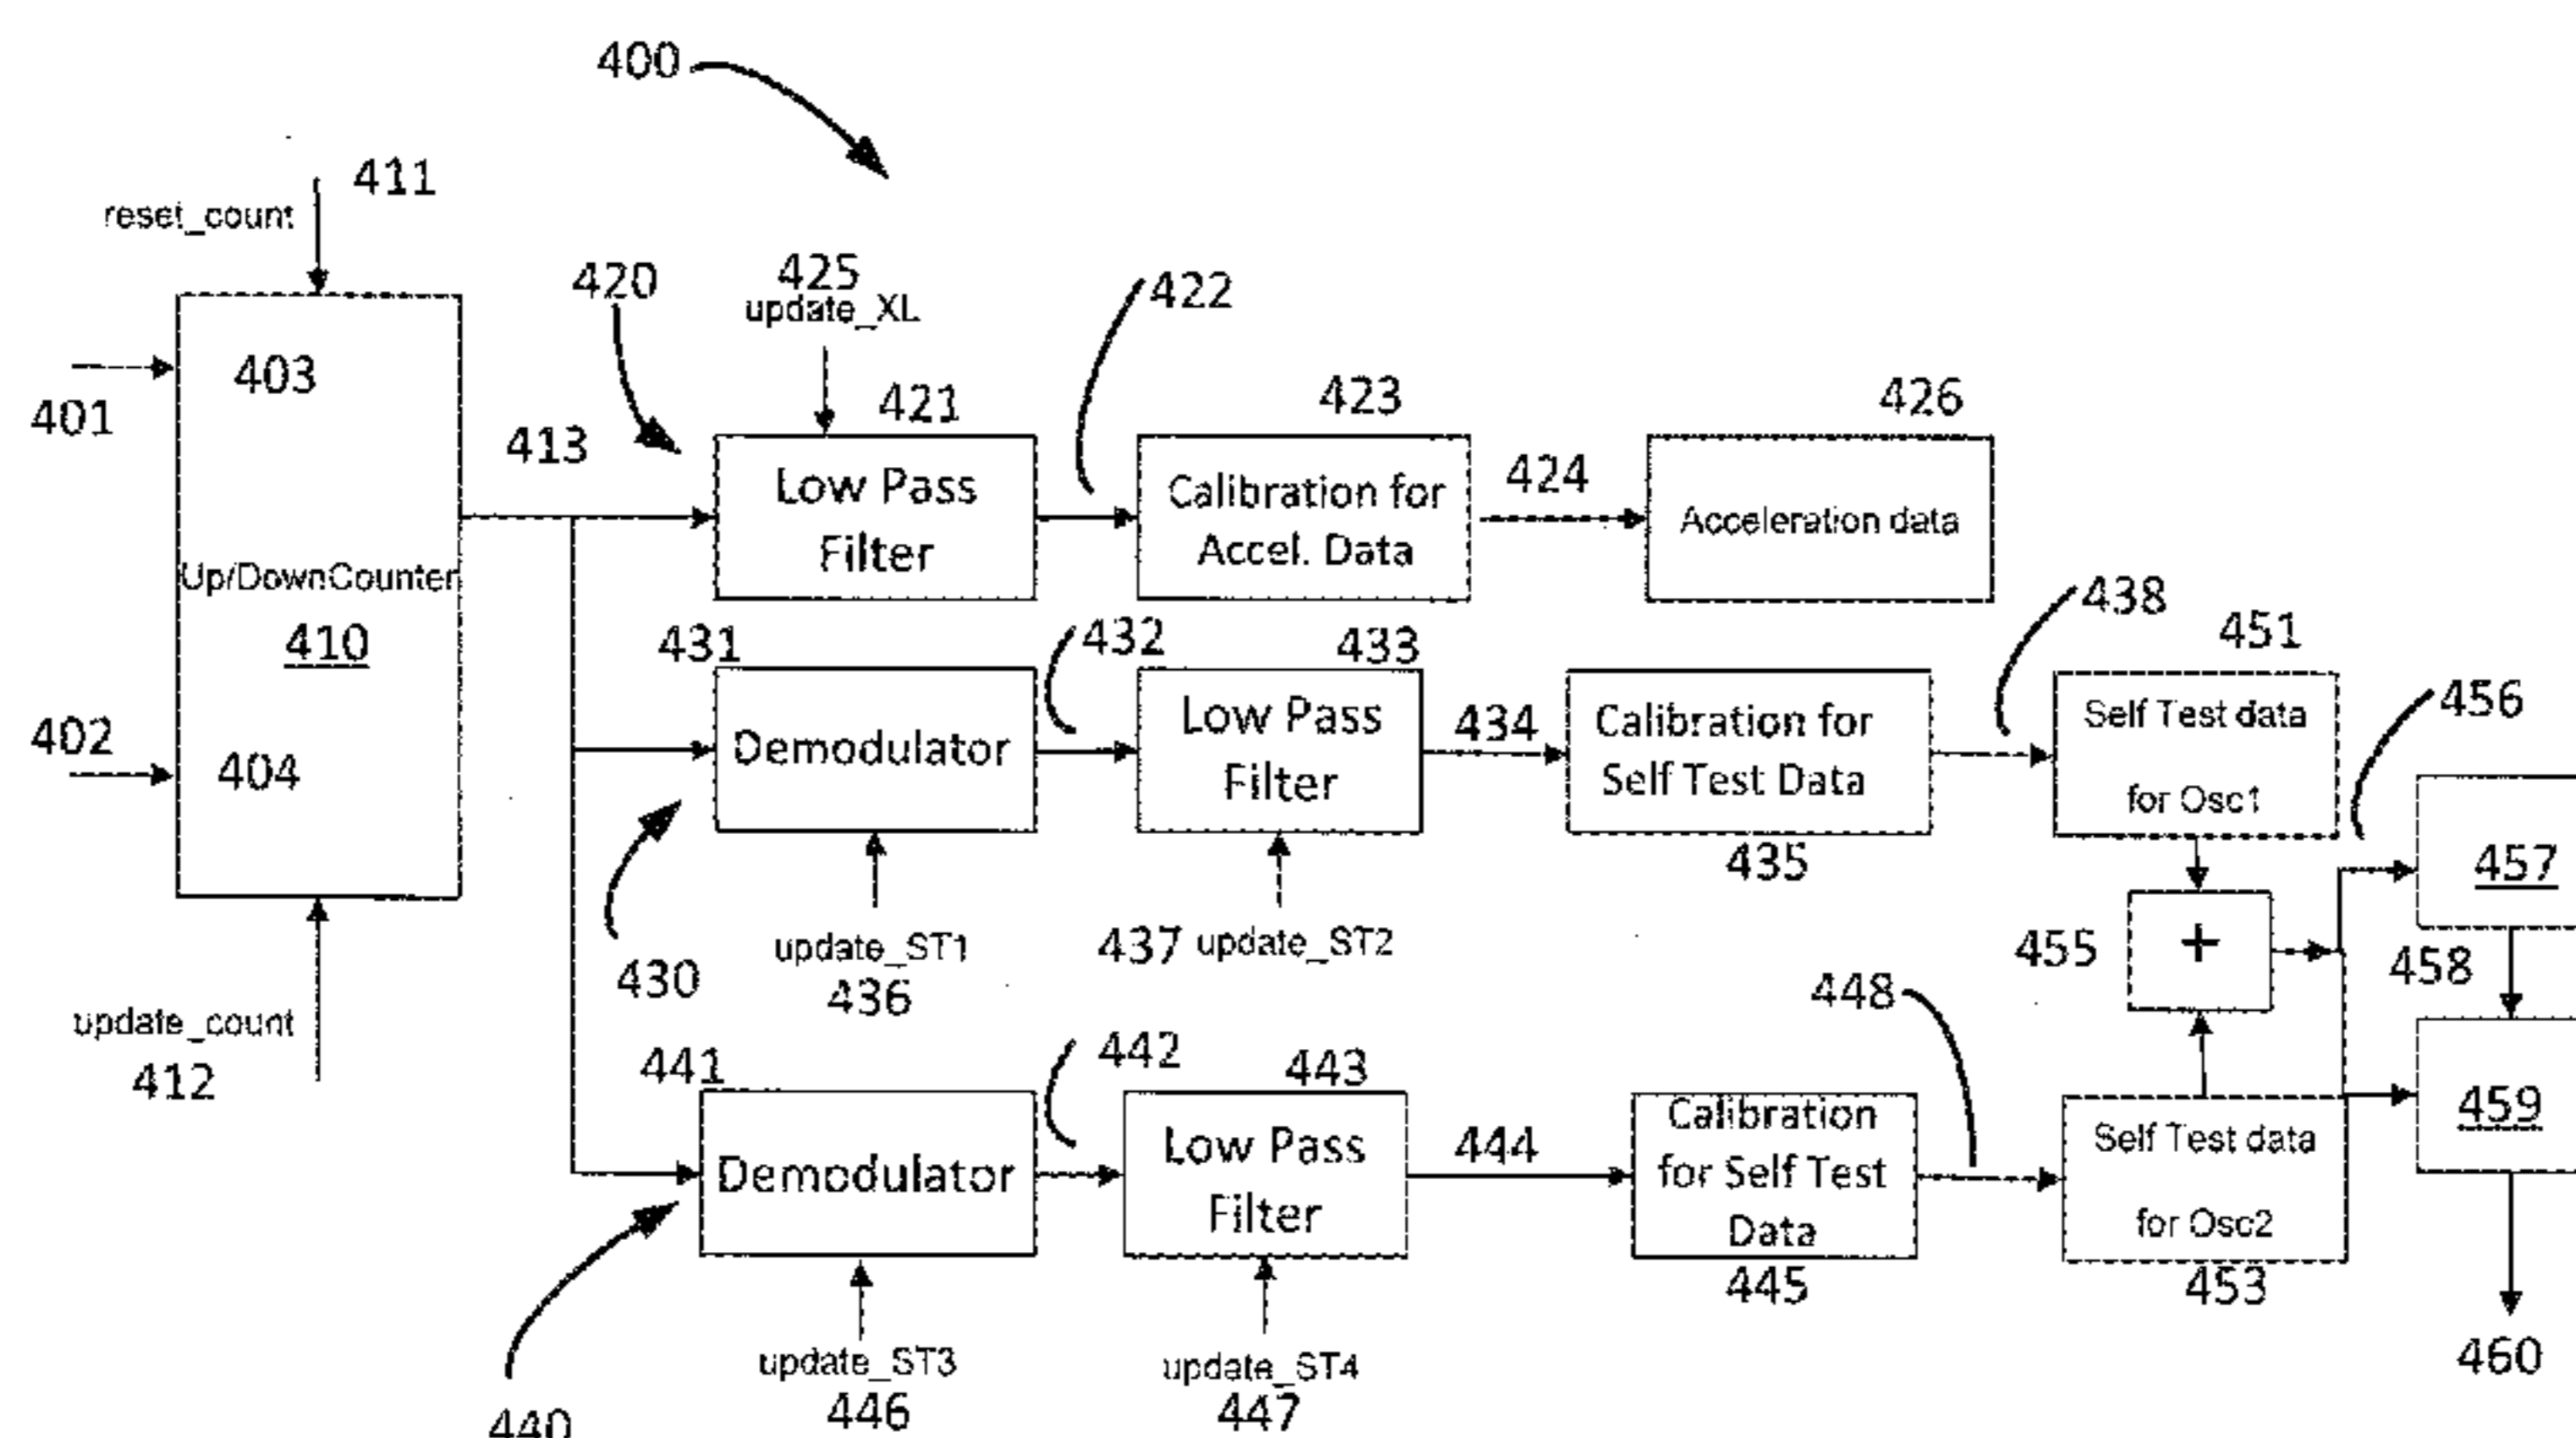 400
411
reset_count
420
425
update_XL
422
403
401
413
421
Low Pass
Filter
423
Calibration for
Accel. Data
424
426
Acceleration data
Up/DownCounter
410
402
404
431
Demodulator
432
433
Low Pass
Filter
434
Calibration for
Self Test Data
435
438
451
Self Test data
for Osc1
456
457
430
update_ST1
436
437 update_ST2
455
+
458
update_count
412
441
Demodulator
442
443
Low Pass
Filter
444
448
Calibration
for Self Test
Data
445
Self Test data
for Osc2
453
459
460
440
update_ST3
446
update_ST4
447